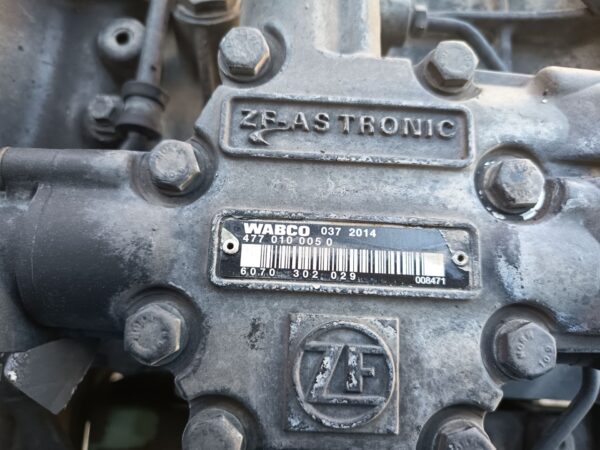 ZF-ASTRONIC
WABCO 037 2014
477 010 005 0
6070 302 029
008471
ZF